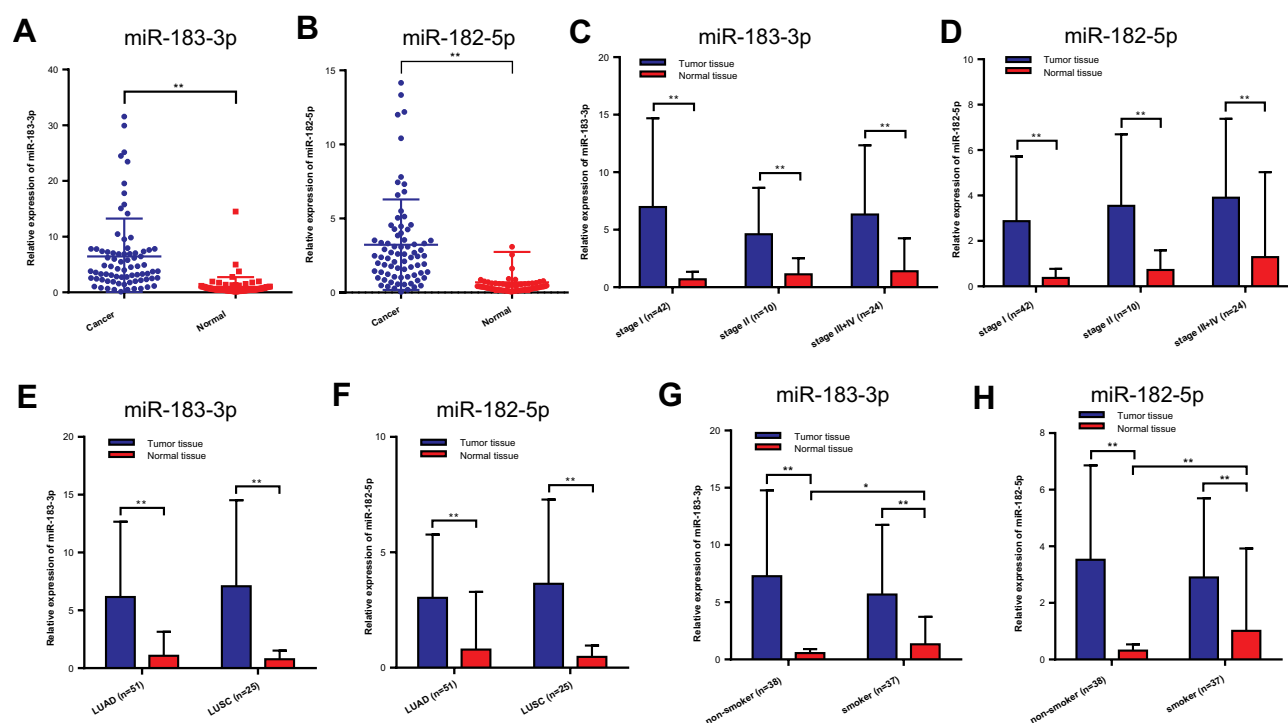 A
miR-183-3p
Relative expression of miR-183-3p
40
30
20
10
0
**
Cancer
Normal
B
miR-182-5p
Relative expression of miR-182-5p
15
10
5
0
**
Cancer
Normal
C
miR-183-3p
Tumor tissue
Normal tissue
Relative expression of miR-183-3p
20
15
10
5
0
**
**
**
stage I (n=42)
stage II (n=10)
stage III+IV (n=24)
D
miR-182-5p
Tumor tissue
Normal tissue
Relative expression of miR-182-5p
10
8
6
4
2
0
**
**
**
stage I (n=42)
stage II (n=10)
stage III+IV (n=24)
E
miR-183-3p
Tumor tissue
Normal tissue
Relative expression of miR-183-3p
20
15
10
5
0
**
**
LUAD (n=51)
LUSC (n=25)
F
miR-182-5p
Tumor tissue
Normal tissue
Relative expression of miR-182-5p
10
5
0
**
**
LUAD (n=51)
LUSC (n=25)
G
miR-183-3p
Tumor tissue
Normal tissue
Relative expression of miR-183-3p
20
15
10
5
0
**
*
**
non-smoker (n=38)
smoker (n=37)
H
miR-182-5p
Tumor tissue
Normal tissue
Relative expression of miR-182-5p
8
6
4
2
0
**
**
**
non-smoker (n=38)
smoker (n=37)